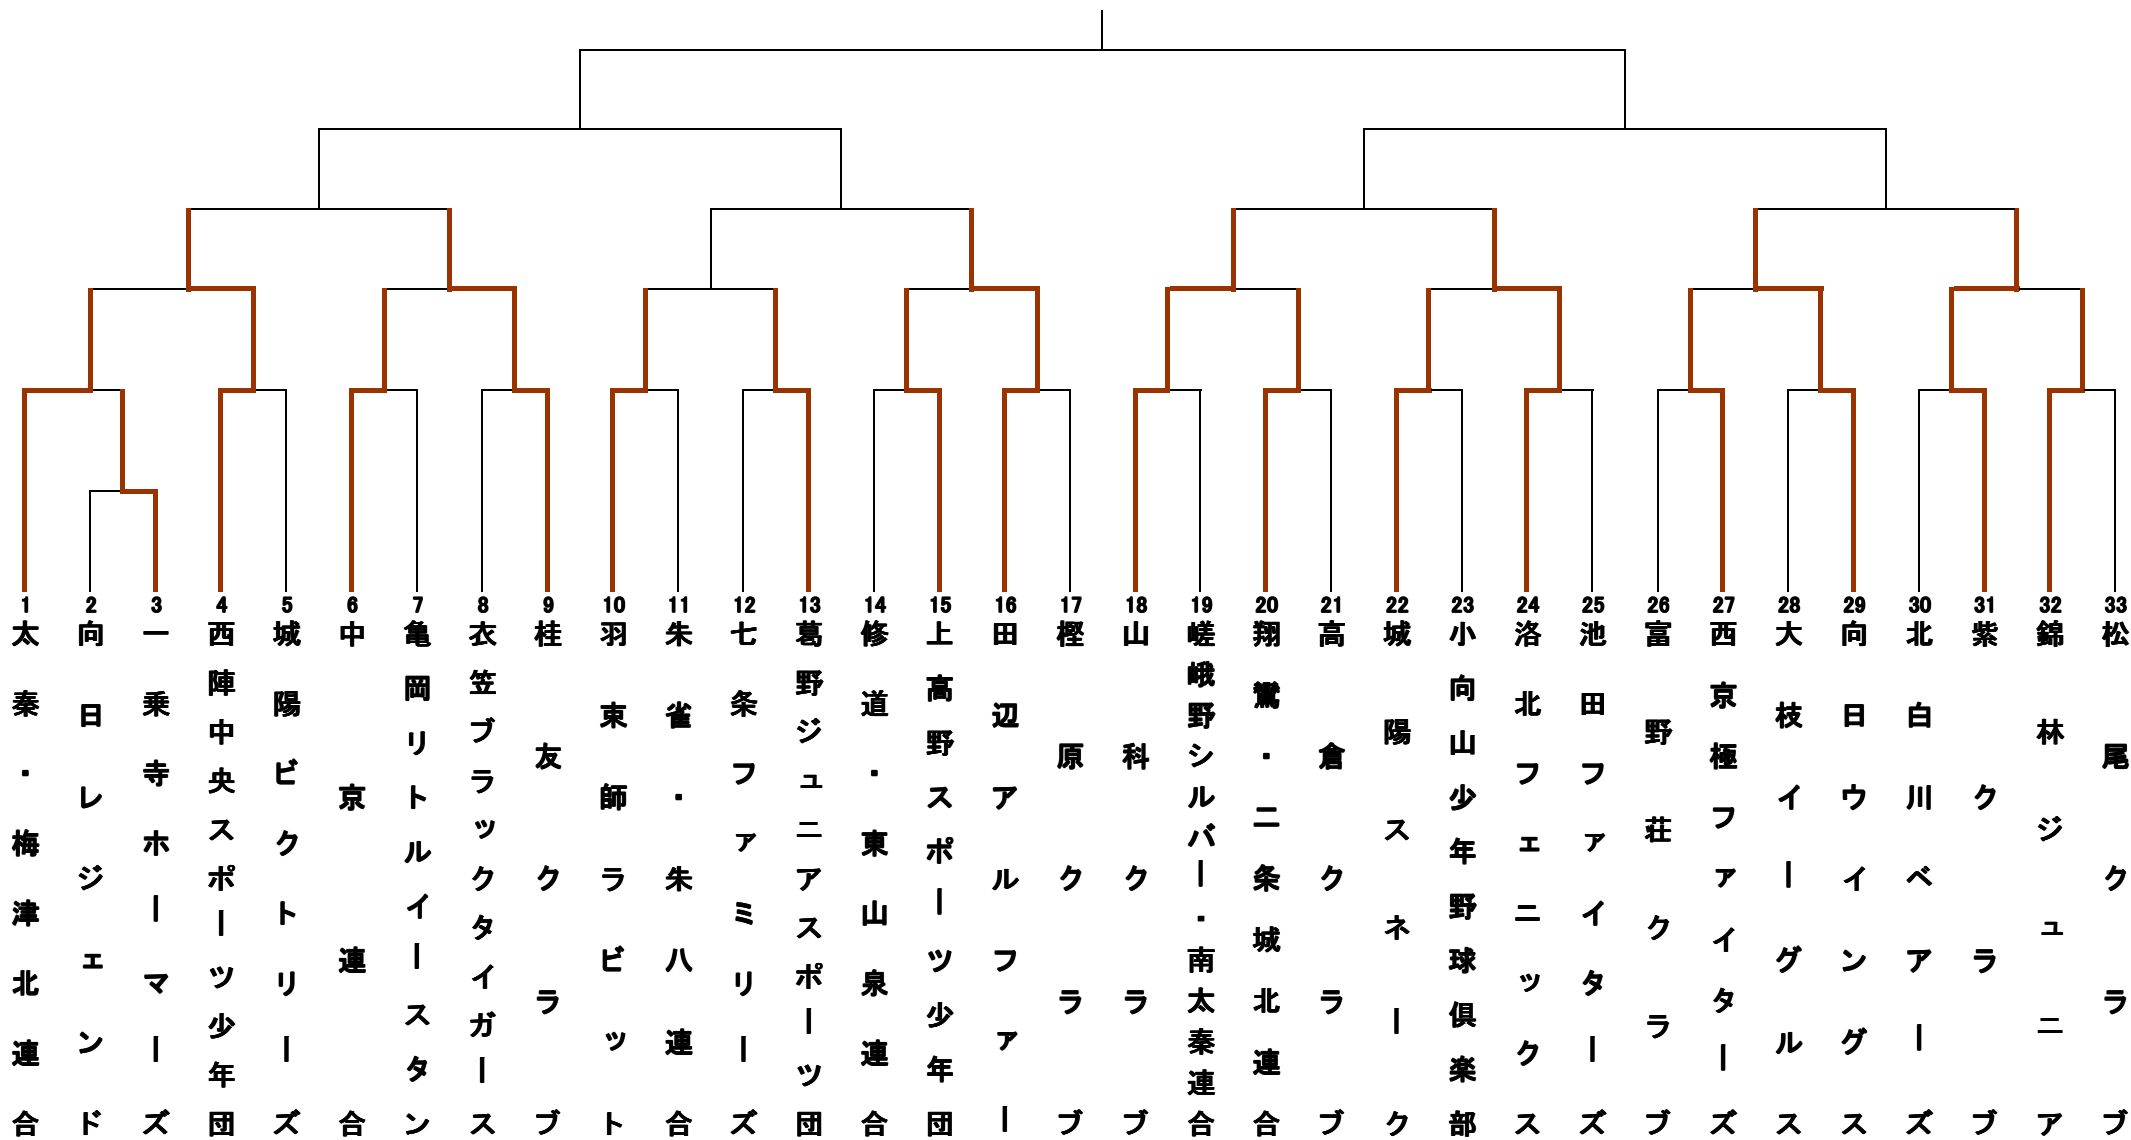 1 太秦・梅津北連合
2 向日レジェンド
3 一乗寺ホーマーズ
4 西陣中央スポーツ少年団
5 城陽ビクトリーズ
6 中京連合
7 亀岡リトルイースタン
8 衣笠ブラックタイガース
9 桂友クラブ
10 羽束師ラビット
11 朱雀・朱八連合
12 七条ファミリーズ
13 葛野ジュニアスポーツ団
14 修道・東山泉連合
15 上高野スポーツ少年団
16 田辺アルファー
17 樫原クラブ
18 山科クラブ
19 嵯峨野シルバー・南太秦連合
20 翔鸞・二条城北連合
21 高倉クラブ
22 城陽スネーク
23 小向山少年野球倶楽部
24 洛北フェニックス
25 池田ファイターズ
26 富野荘クラブ
27 西京極ファイターズ
28 大枝イーグルス
29 向日ウイングス
30 北白川ベアーズ
31 紫クラブ
32 錦林ジュニア
33 松尾クラブ